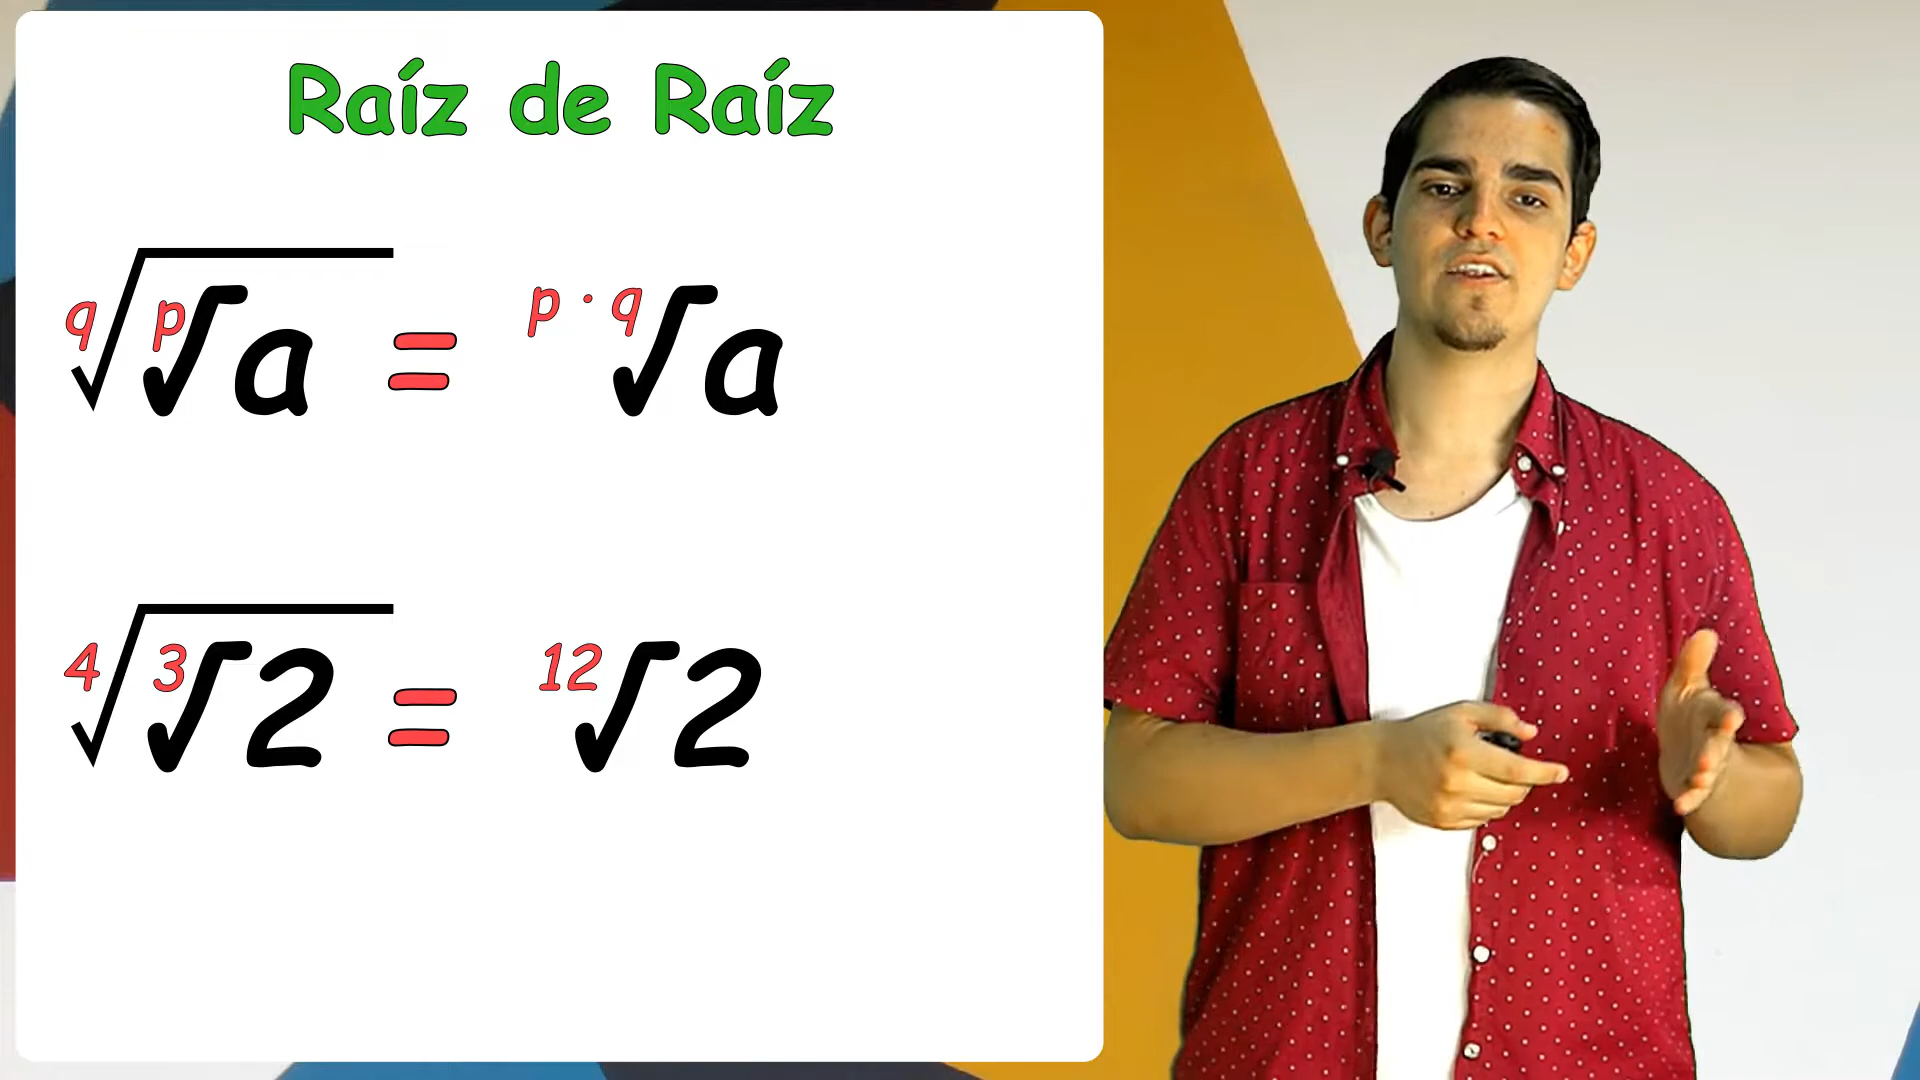 Raíz de Raíz
q√p√a = p·q√a
4√3√2 = 12√2